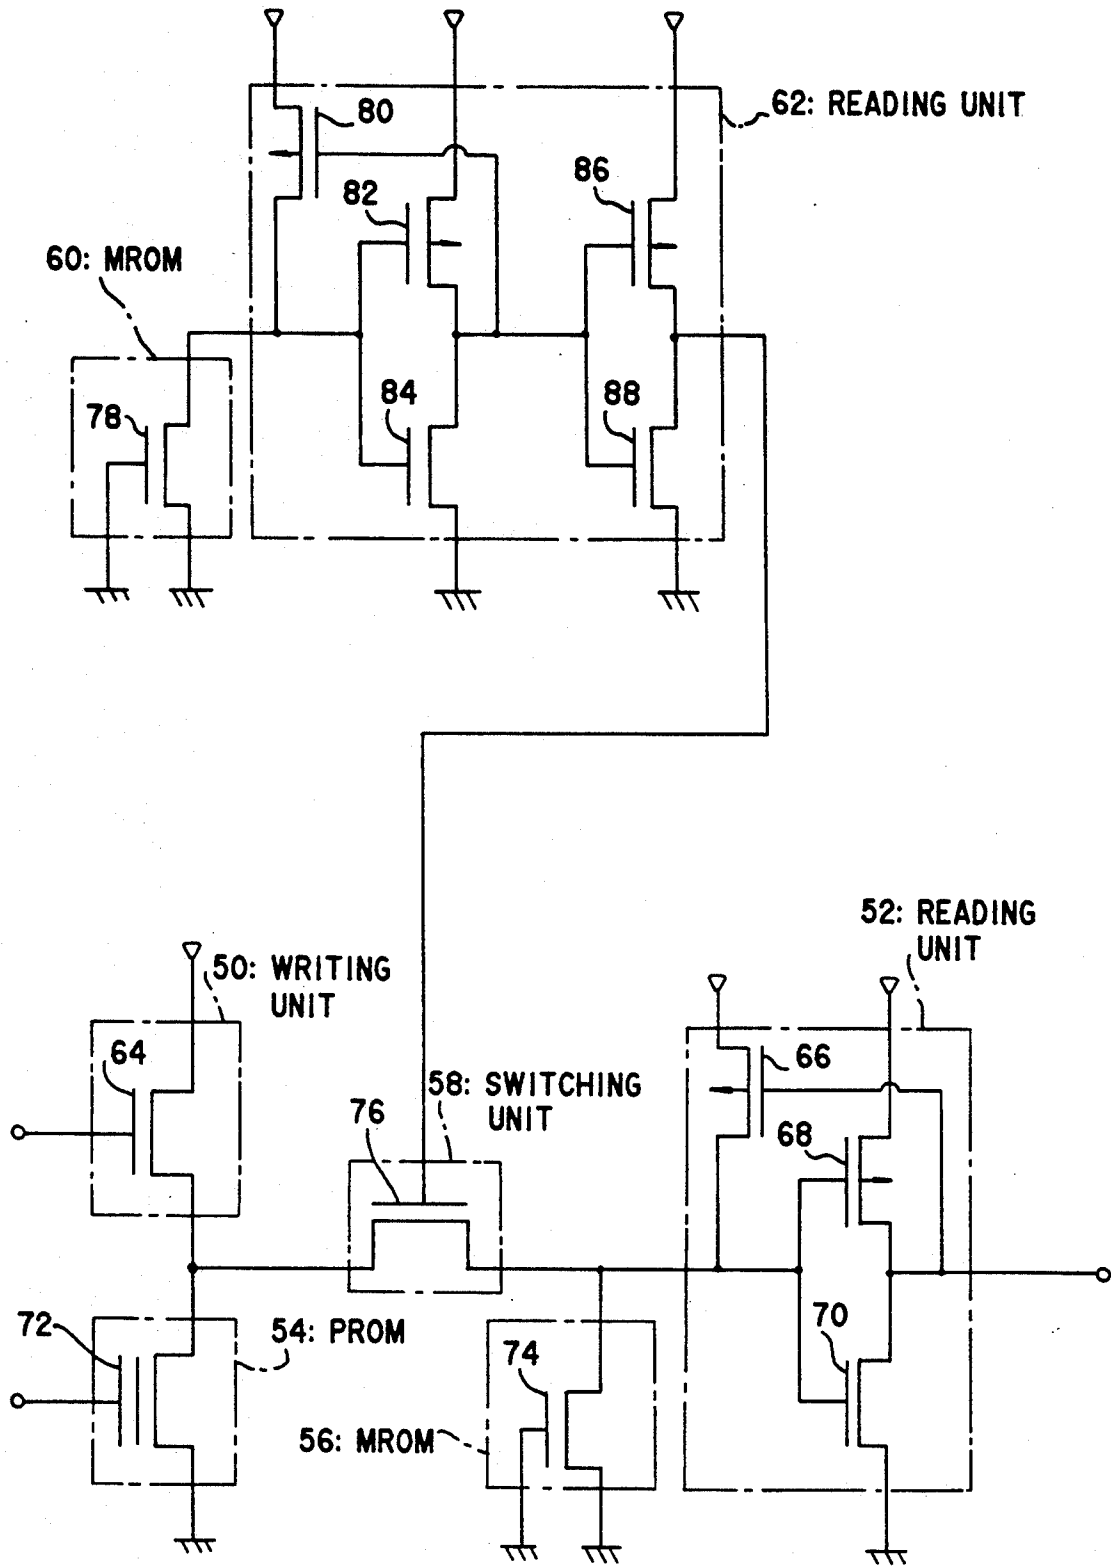 80
62: READING UNIT
86
82
60: MROM
84
88
78
52: READING
UNIT
50: WRITING
UNIT
64
66
58: SWITCHING
UNIT
76
68
72
54: PROM
70
74
56: MROM